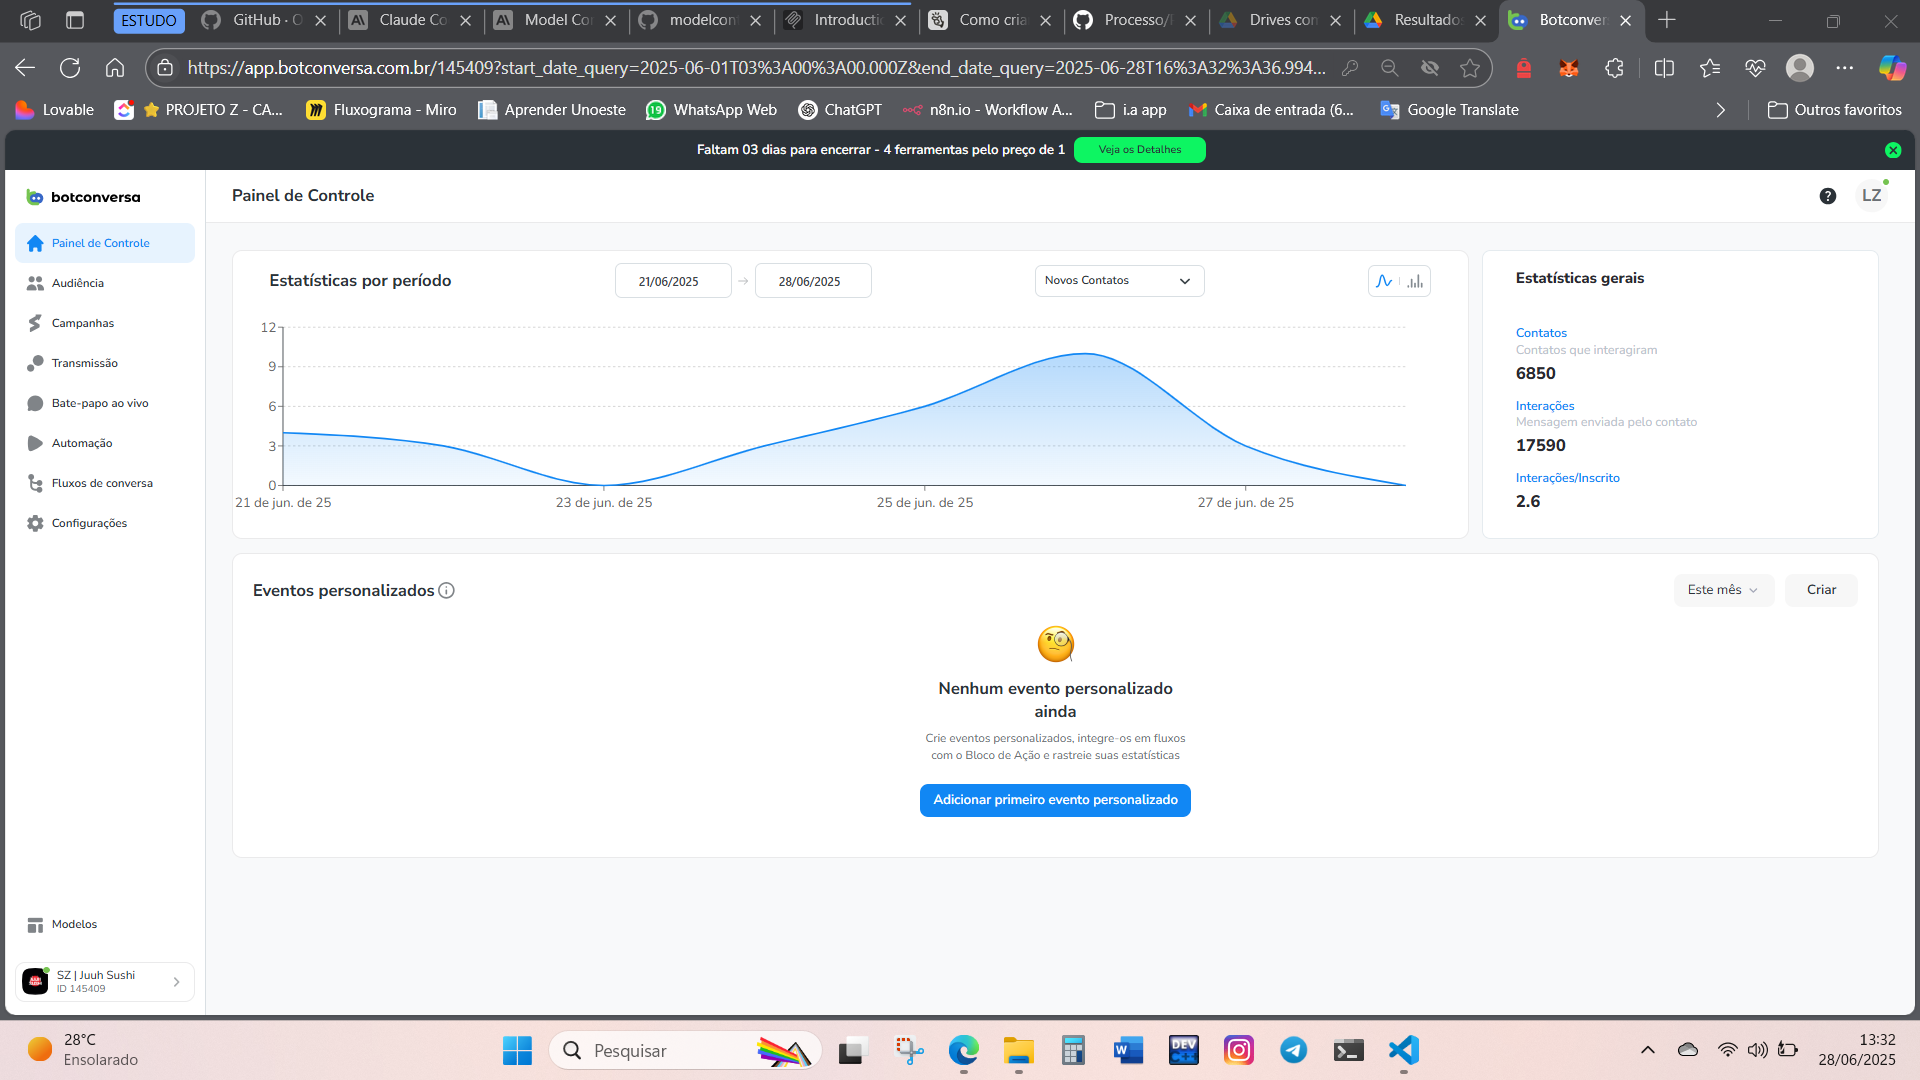 ESTUDO
GitHub · O
Claude Co
Model Co
modelcon
Introducti
Como cria
Processo/
Drives con
Resultados
Botconver
https://app.botconversa.com.br/145409?start_date_query=2025-06-01T03%3A00%3A00.000Z&end_date_query=2025-06-28T16%3A32%3A36.994...
Lovable
PROJETO Z - CA...
Fluxograma - Miro
Aprender Unoeste
19
WhatsApp Web
ChatGPT
n8n.io - Workflow A...
i.a app
Caixa de entrada (6...
Google Translate
Outros favoritos
Faltam 03 dias para encerrar - 4 ferramentas pelo preço de 1
Veja os Detalhes
botconversa
Painel de Controle
LZ
Painel de Controle
Audiência
Campanhas
Transmissão
Bate-papo ao vivo
Automação
Fluxos de conversa
Configurações
Modelos
SZ | Juuh Sushi
ID 145409
Estatísticas por período
21/06/2025
28/06/2025
Novos Contatos
12
9
6
3
0
21 de jun. de 25
23 de jun. de 25
25 de jun. de 25
27 de jun. de 25
Estatísticas gerais
Contatos
Contatos que interagiram
6850
Interações
Mensagem enviada pelo contato
17590
Interações/Inscrito
2.6
Eventos personalizados
Este mês
Criar
Nenhum evento personalizado
ainda
Crie eventos personalizados, integre-os em fluxos
com o Bloco de Ação e rastreie suas estatísticas
Adicionar primeiro evento personalizado
28°C
Ensolarado
Pesquisar
DEV
C++
13:32
28/06/2025